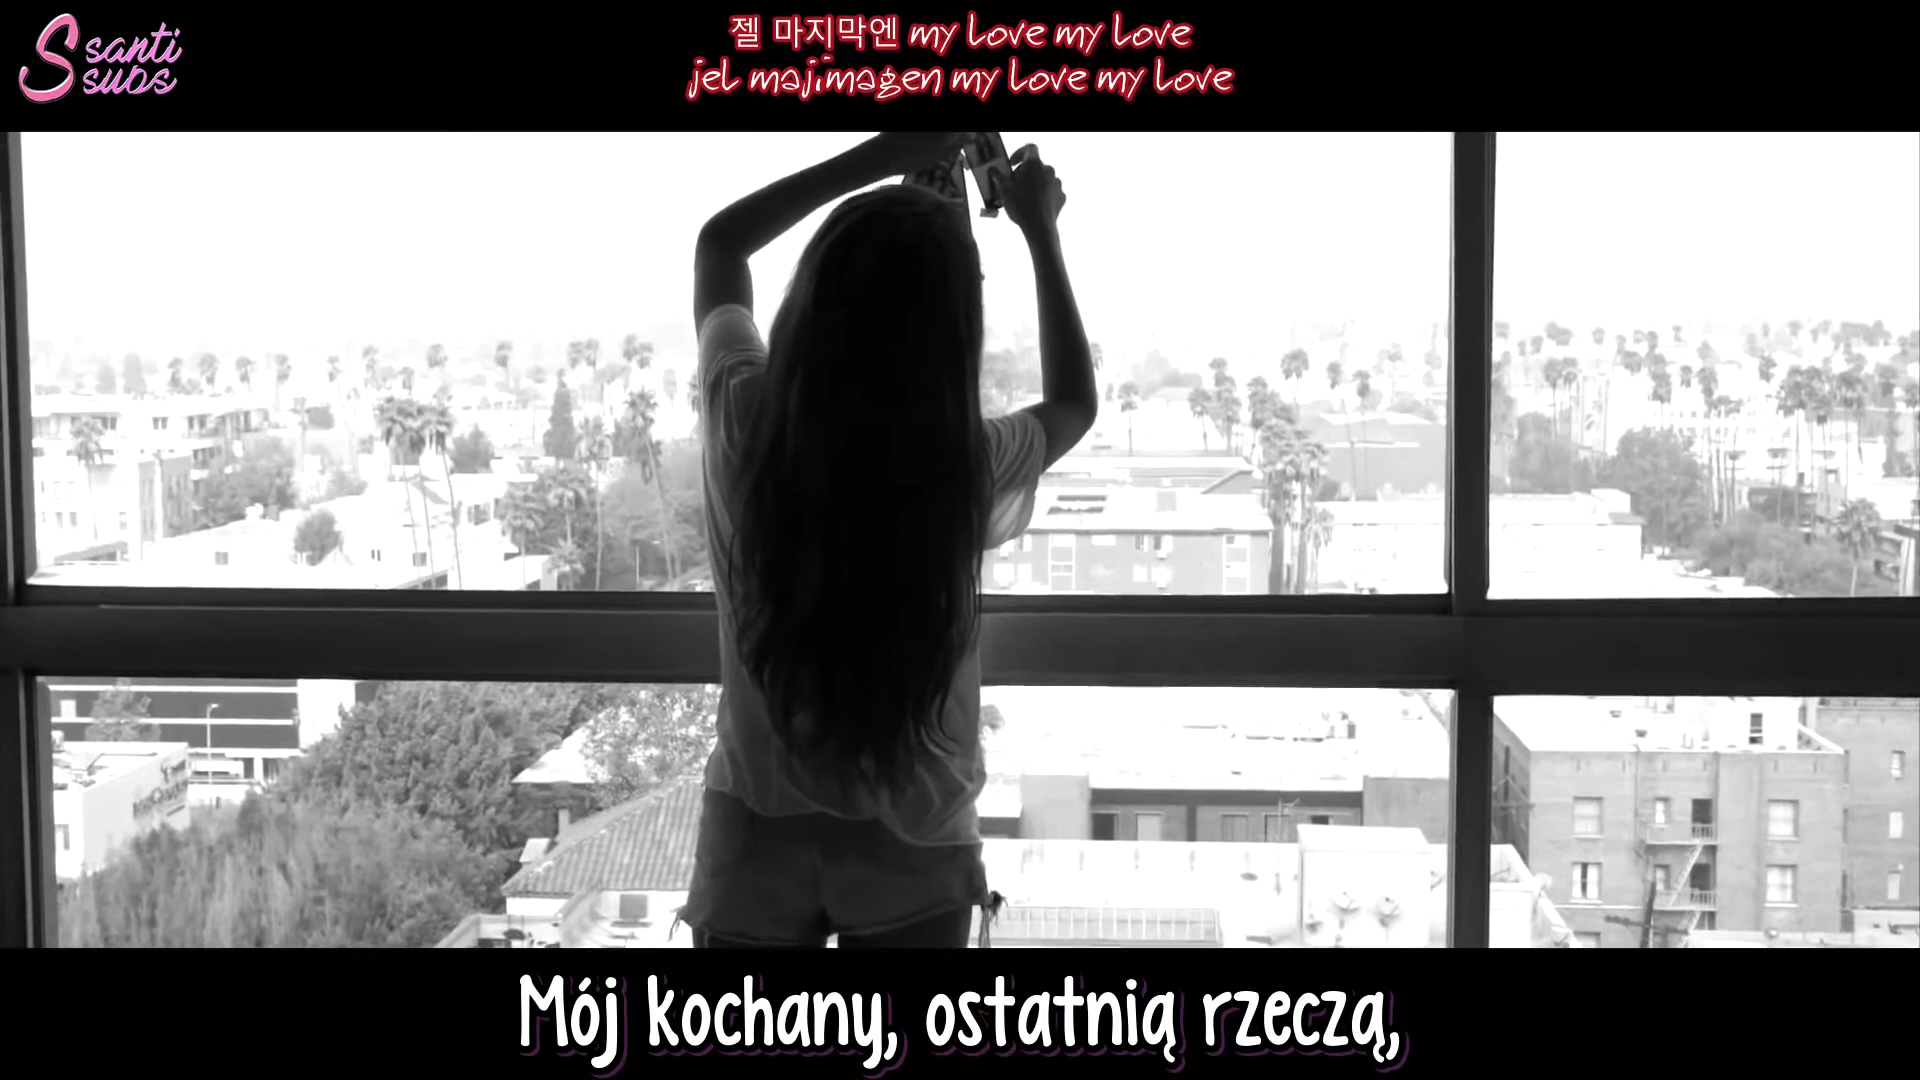 Ssanti
subs
젤 마지막엔 my love my love
jel majimagen my love my love
Mój kochany, ostatnią rzeczą,